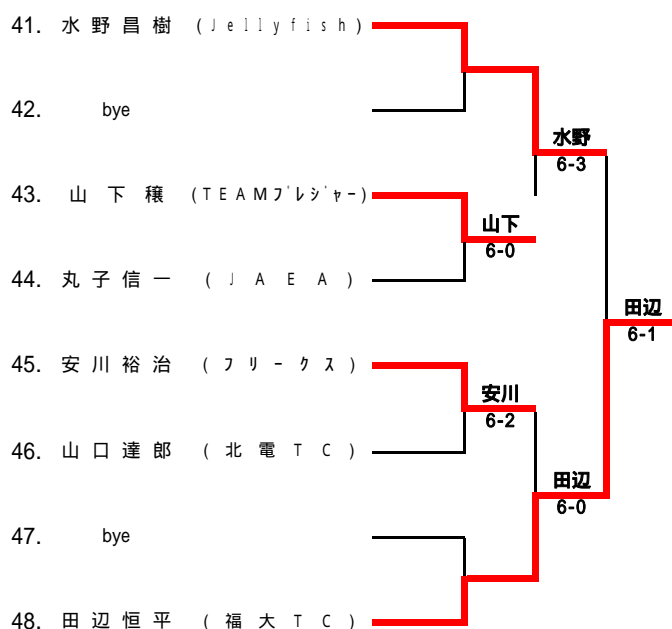 41. 水野昌樹 (Jellyfish)
42. bye
水野
6-3
43. 山下穣 (TEAMプレジャー)
山下
6-0
44. 丸子信一 (JAEA)
田辺
6-1
45. 安川裕治 (フリークス)
安川
6-2
46. 山口達郎 (北電TC)
田辺
6-0
47. bye
48. 田辺恒平 (福大TC)